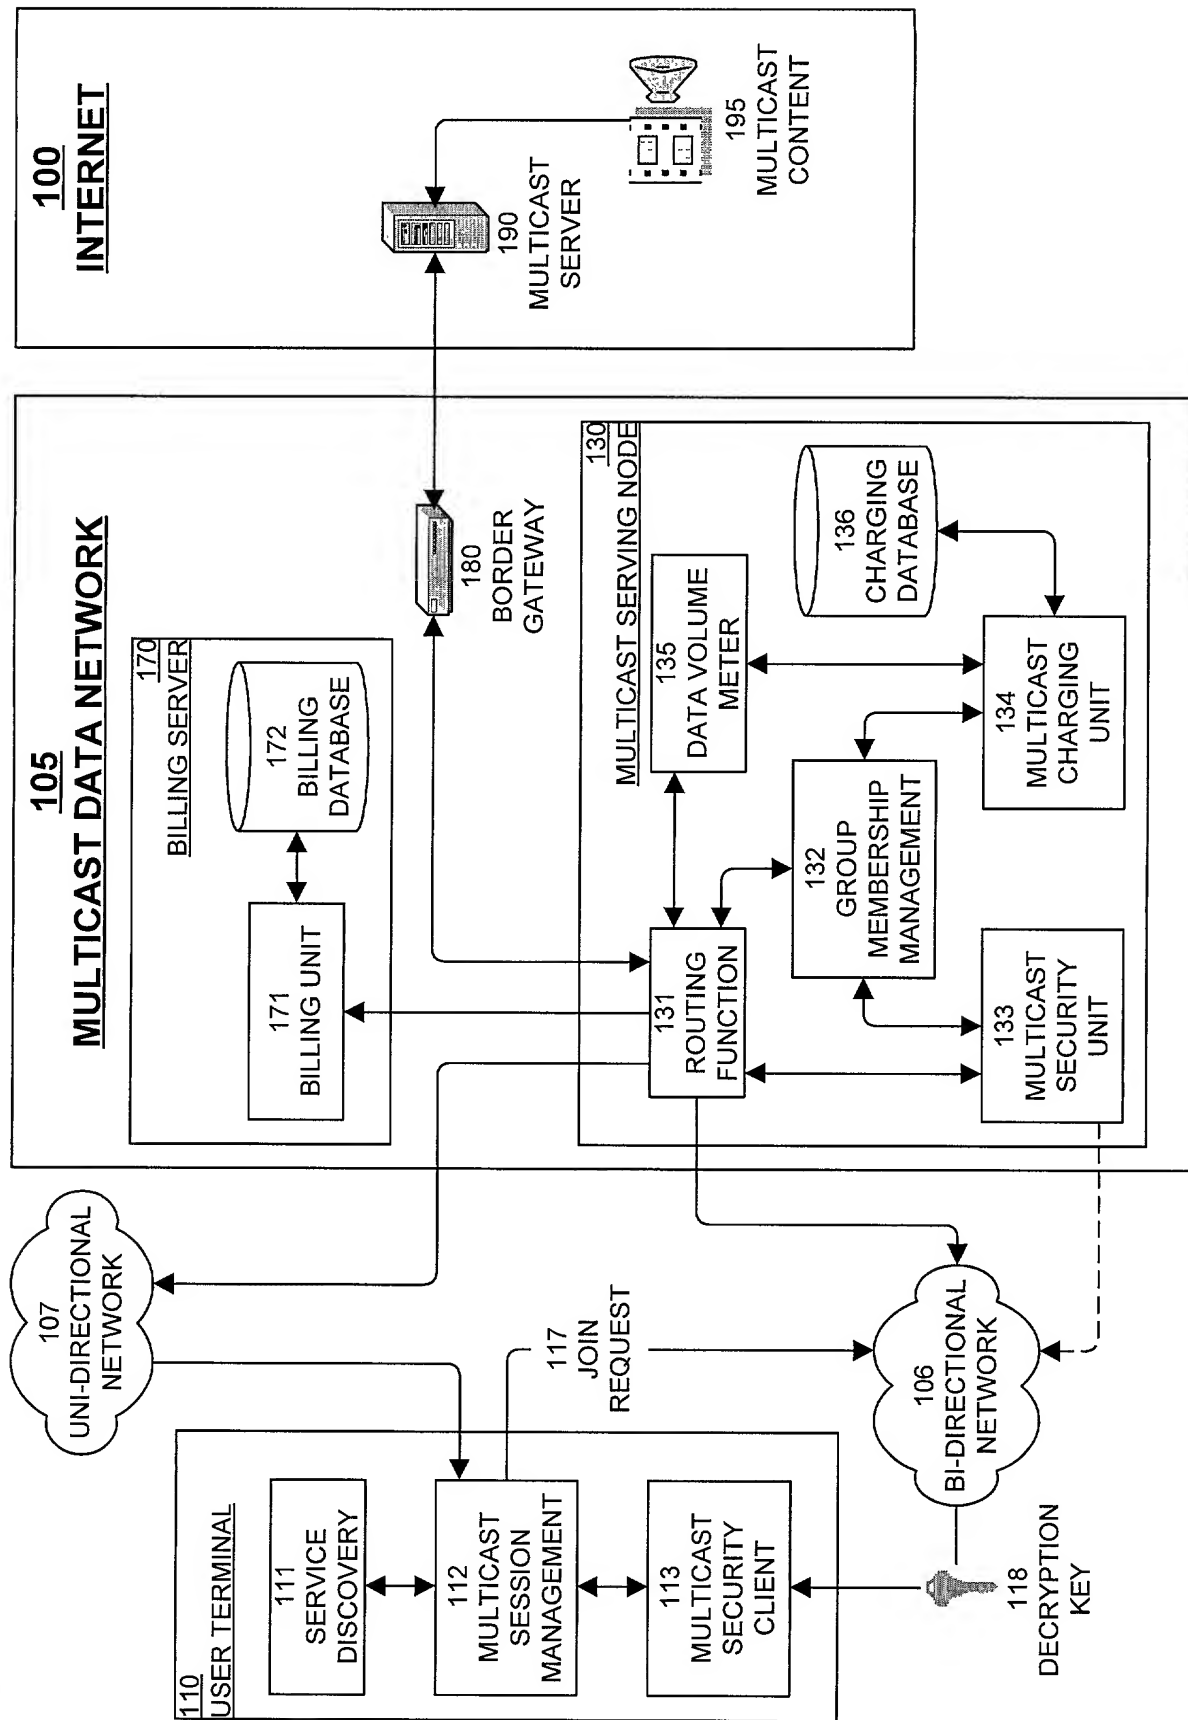 100
INTERNET
190
MULTICAST
SERVER
195
MULTICAST
CONTENT
105
MULTICAST DATA NETWORK
170
BILLING SERVER
171
BILLING UNIT
172
BILLING
DATABASE
180
BORDER
GATEWAY
130
MULTICAST SERVING NODE
131
ROUTING
FUNCTION
135
DATA VOLUME
METER
136
CHARGING
DATABASE
132
GROUP
MEMBERSHIP
MANAGEMENT
133
MULTICAST
SECURITY
UNIT
134
MULTICAST
CHARGING
UNIT
107
UNI-DIRECTIONAL
NETWORK
117
JOIN
REQUEST
106
BI-DIRECTIONAL
NETWORK
110
USER TERMINAL
111
SERVICE
DISCOVERY
112
MULTICAST
SESSION
MANAGEMENT
113
MULTICAST
SECURITY
CLIENT
118
DECRYPTION
KEY